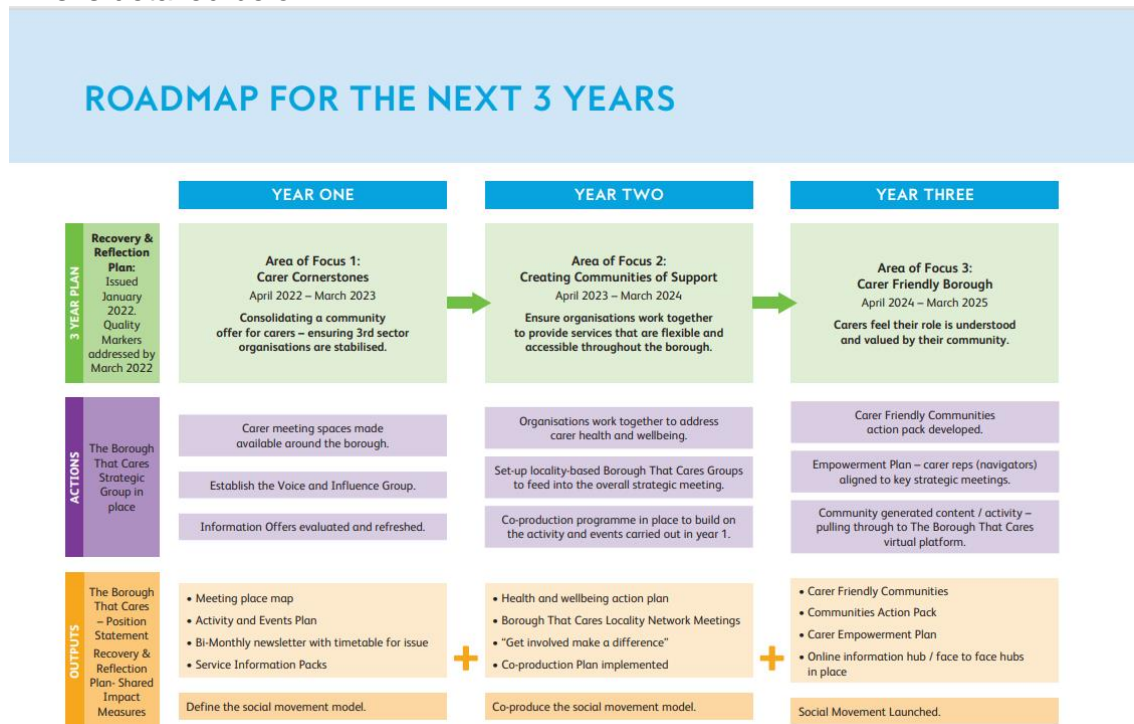 ROADMAP FOR THE NEXT 3 YEARS
YEAR ONE
YEAR TWO
YEAR THREE
3 YEAR PLAN
Recovery &
Reflection
Plan:
Issued
January
2022.
Quality
Markers
addressed by
March 2022
Area of Focus 1:
Carer Cornerstones
April 2022 – March 2023
Consolidating a community
offer for carers – ensuring 3rd sector
organisations are stabilised.
Area of Focus 2:
Creating Communities of Support
April 2023 – March 2024
Ensure organisations work together
to provide services that are flexible and
accessible throughout the borough.
Area of Focus 3:
Carer Friendly Borough
April 2024 – March 2025
Carers feel their role is understood
and valued by their community.
ACTIONS
The Borough
That Cares
Strategic
Group in
place
Carer meeting spaces made
available around the borough.
Establish the Voice and Influence Group.
Information Offers evaluated and refreshed.
Organisations work together to address
carer health and wellbeing.
Set-up locality-based Borough That Cares Groups
to feed into the overall strategic meeting.
Co-production programme in place to build on
the activity and events carried out in year 1.
Carer Friendly Communities
action pack developed.
Empowerment Plan – carer reps (navigators)
aligned to key strategic meetings.
Community generated content / activity –
pulling through to The Borough That Cares
virtual platform.
OUTPUTS
The Borough
That Cares
– Position
Statement
Recovery &
Reflection
Plan- Shared
Impact
Measures
• Meeting place map
• Activity and Events Plan
• Bi-Monthly newsletter with timetable for issue
• Service Information Packs
Define the social movement model.
+
• Health and wellbeing action plan
• Borough That Cares Locality Network Meetings
• "Get involved make a difference"
• Co-production Plan implemented
Co-produce the social movement model.
+
• Carer Friendly Communities
• Communities Action Pack
• Carer Empowerment Plan
• Online information hub / face to face hubs
in place
Social Movement Launched.